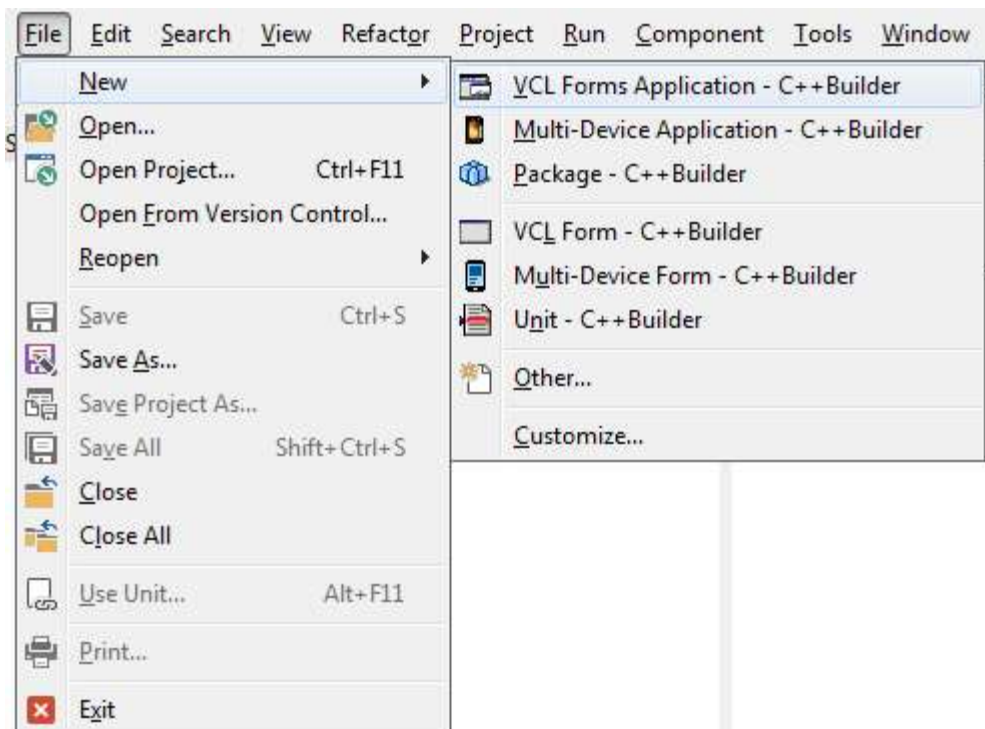 File Edit Search View Refactor Project Run Component Tools Window
New
Open...
Open Project... Ctrl+F11
Open From Version Control...
Reopen
Save Ctrl+S
Save As...
Save Project As...
Save All Shift+Ctrl+S
Close
Close All
Use Unit... Alt+F11
Print...
Exit
VCL Forms Application - C++Builder
Multi-Device Application - C++Builder
Package - C++Builder
VCL Form - C++Builder
Multi-Device Form - C++Builder
Unit - C++Builder
Other...
Customize...